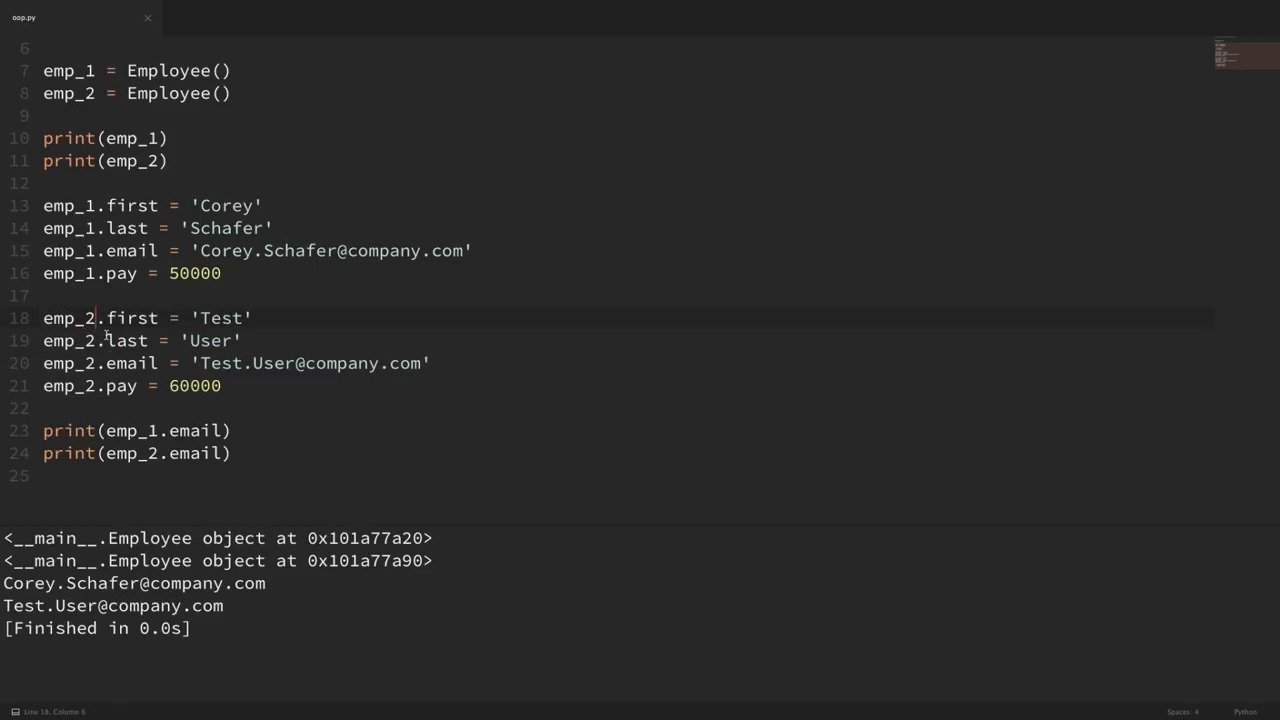 oop.py ×
6
7 emp_1 = Employee()
8 emp_2 = Employee()
9
10 print(emp_1)
11 print(emp_2)
12
13 emp_1.first = 'Corey'
14 emp_1.last = 'Schafer'
15 emp_1.email = 'Corey.Schafer@company.com'
16 emp_1.pay = 50000
17
18 emp_2.first = 'Test'
19 emp_2.last = 'User'
20 emp_2.email = 'Test.User@company.com'
21 emp_2.pay = 60000
22
23 print(emp_1.email)
24 print(emp_2.email)
25
<__main__.Employee object at 0x101a77a20>
<__main__.Employee object at 0x101a77a90>
Corey.Schafer@company.com
Test.User@company.com
[Finished in 0.0s]
Line 18, Column 6 Spaces: 4 Python